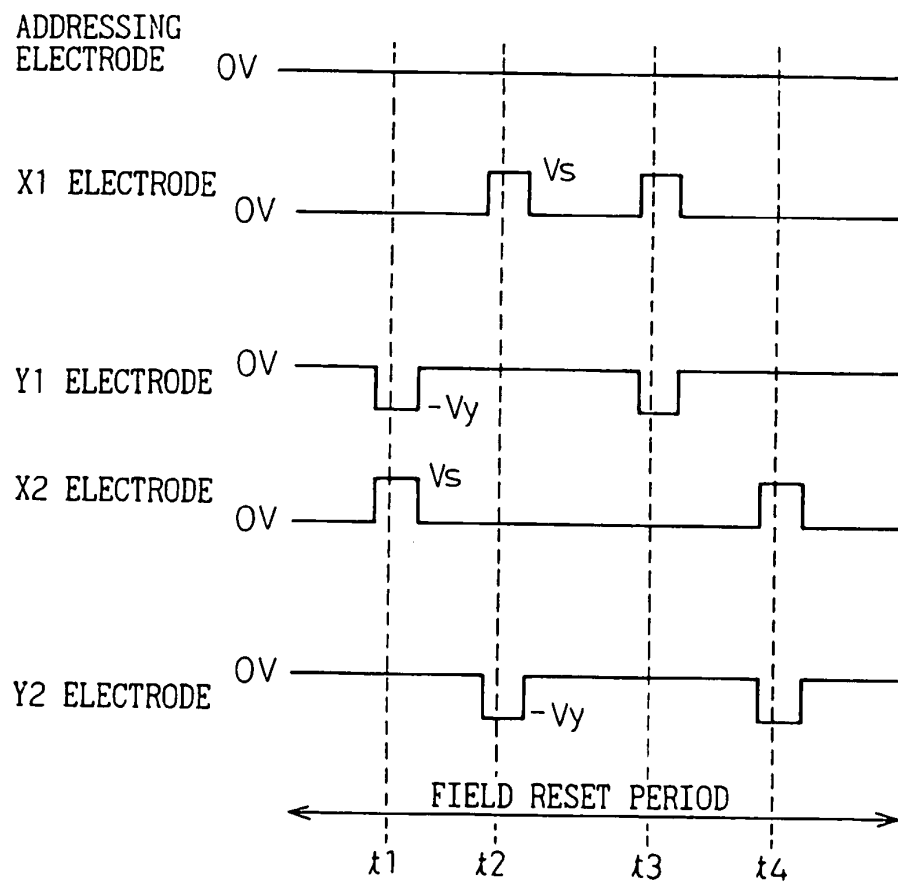 ADDRESSING
ELECTRODE
0V
X1 ELECTRODE
0V
Vs
Y1 ELECTRODE
0V
-Vy
X2 ELECTRODE
0V
Vs
Y2 ELECTRODE
0V
-Vy
FIELD RESET PERIOD
t1
t2
t3
t4